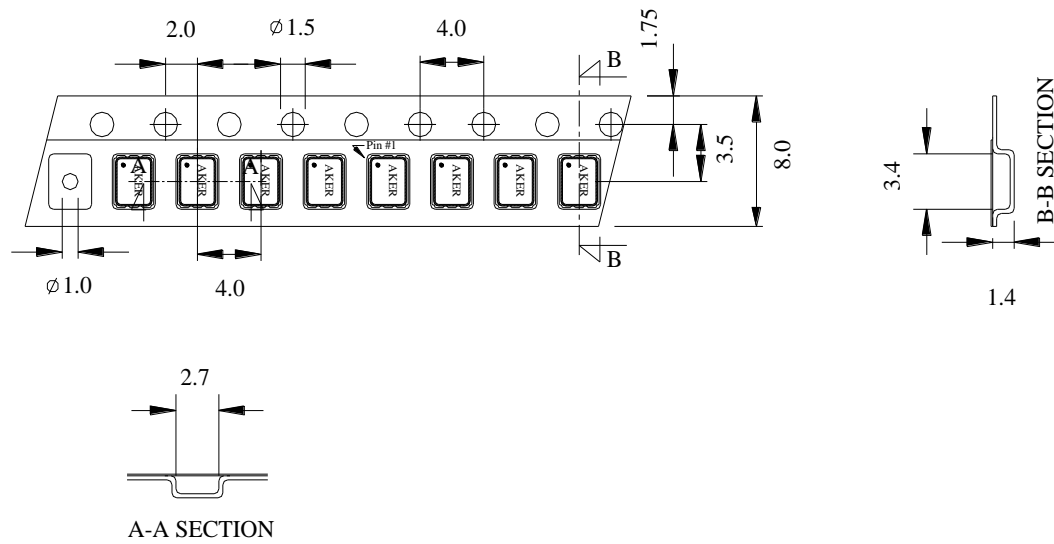 2.0
⌀1.5
4.0
1.75
B
Pin #1
A
A
AKER
AKER
AKER
AKER
AKER
AKER
AKER
AKER
3.5
8.0
3.4
B-B SECTION
B
⌀1.0
4.0
1.4
2.7
A-A SECTION